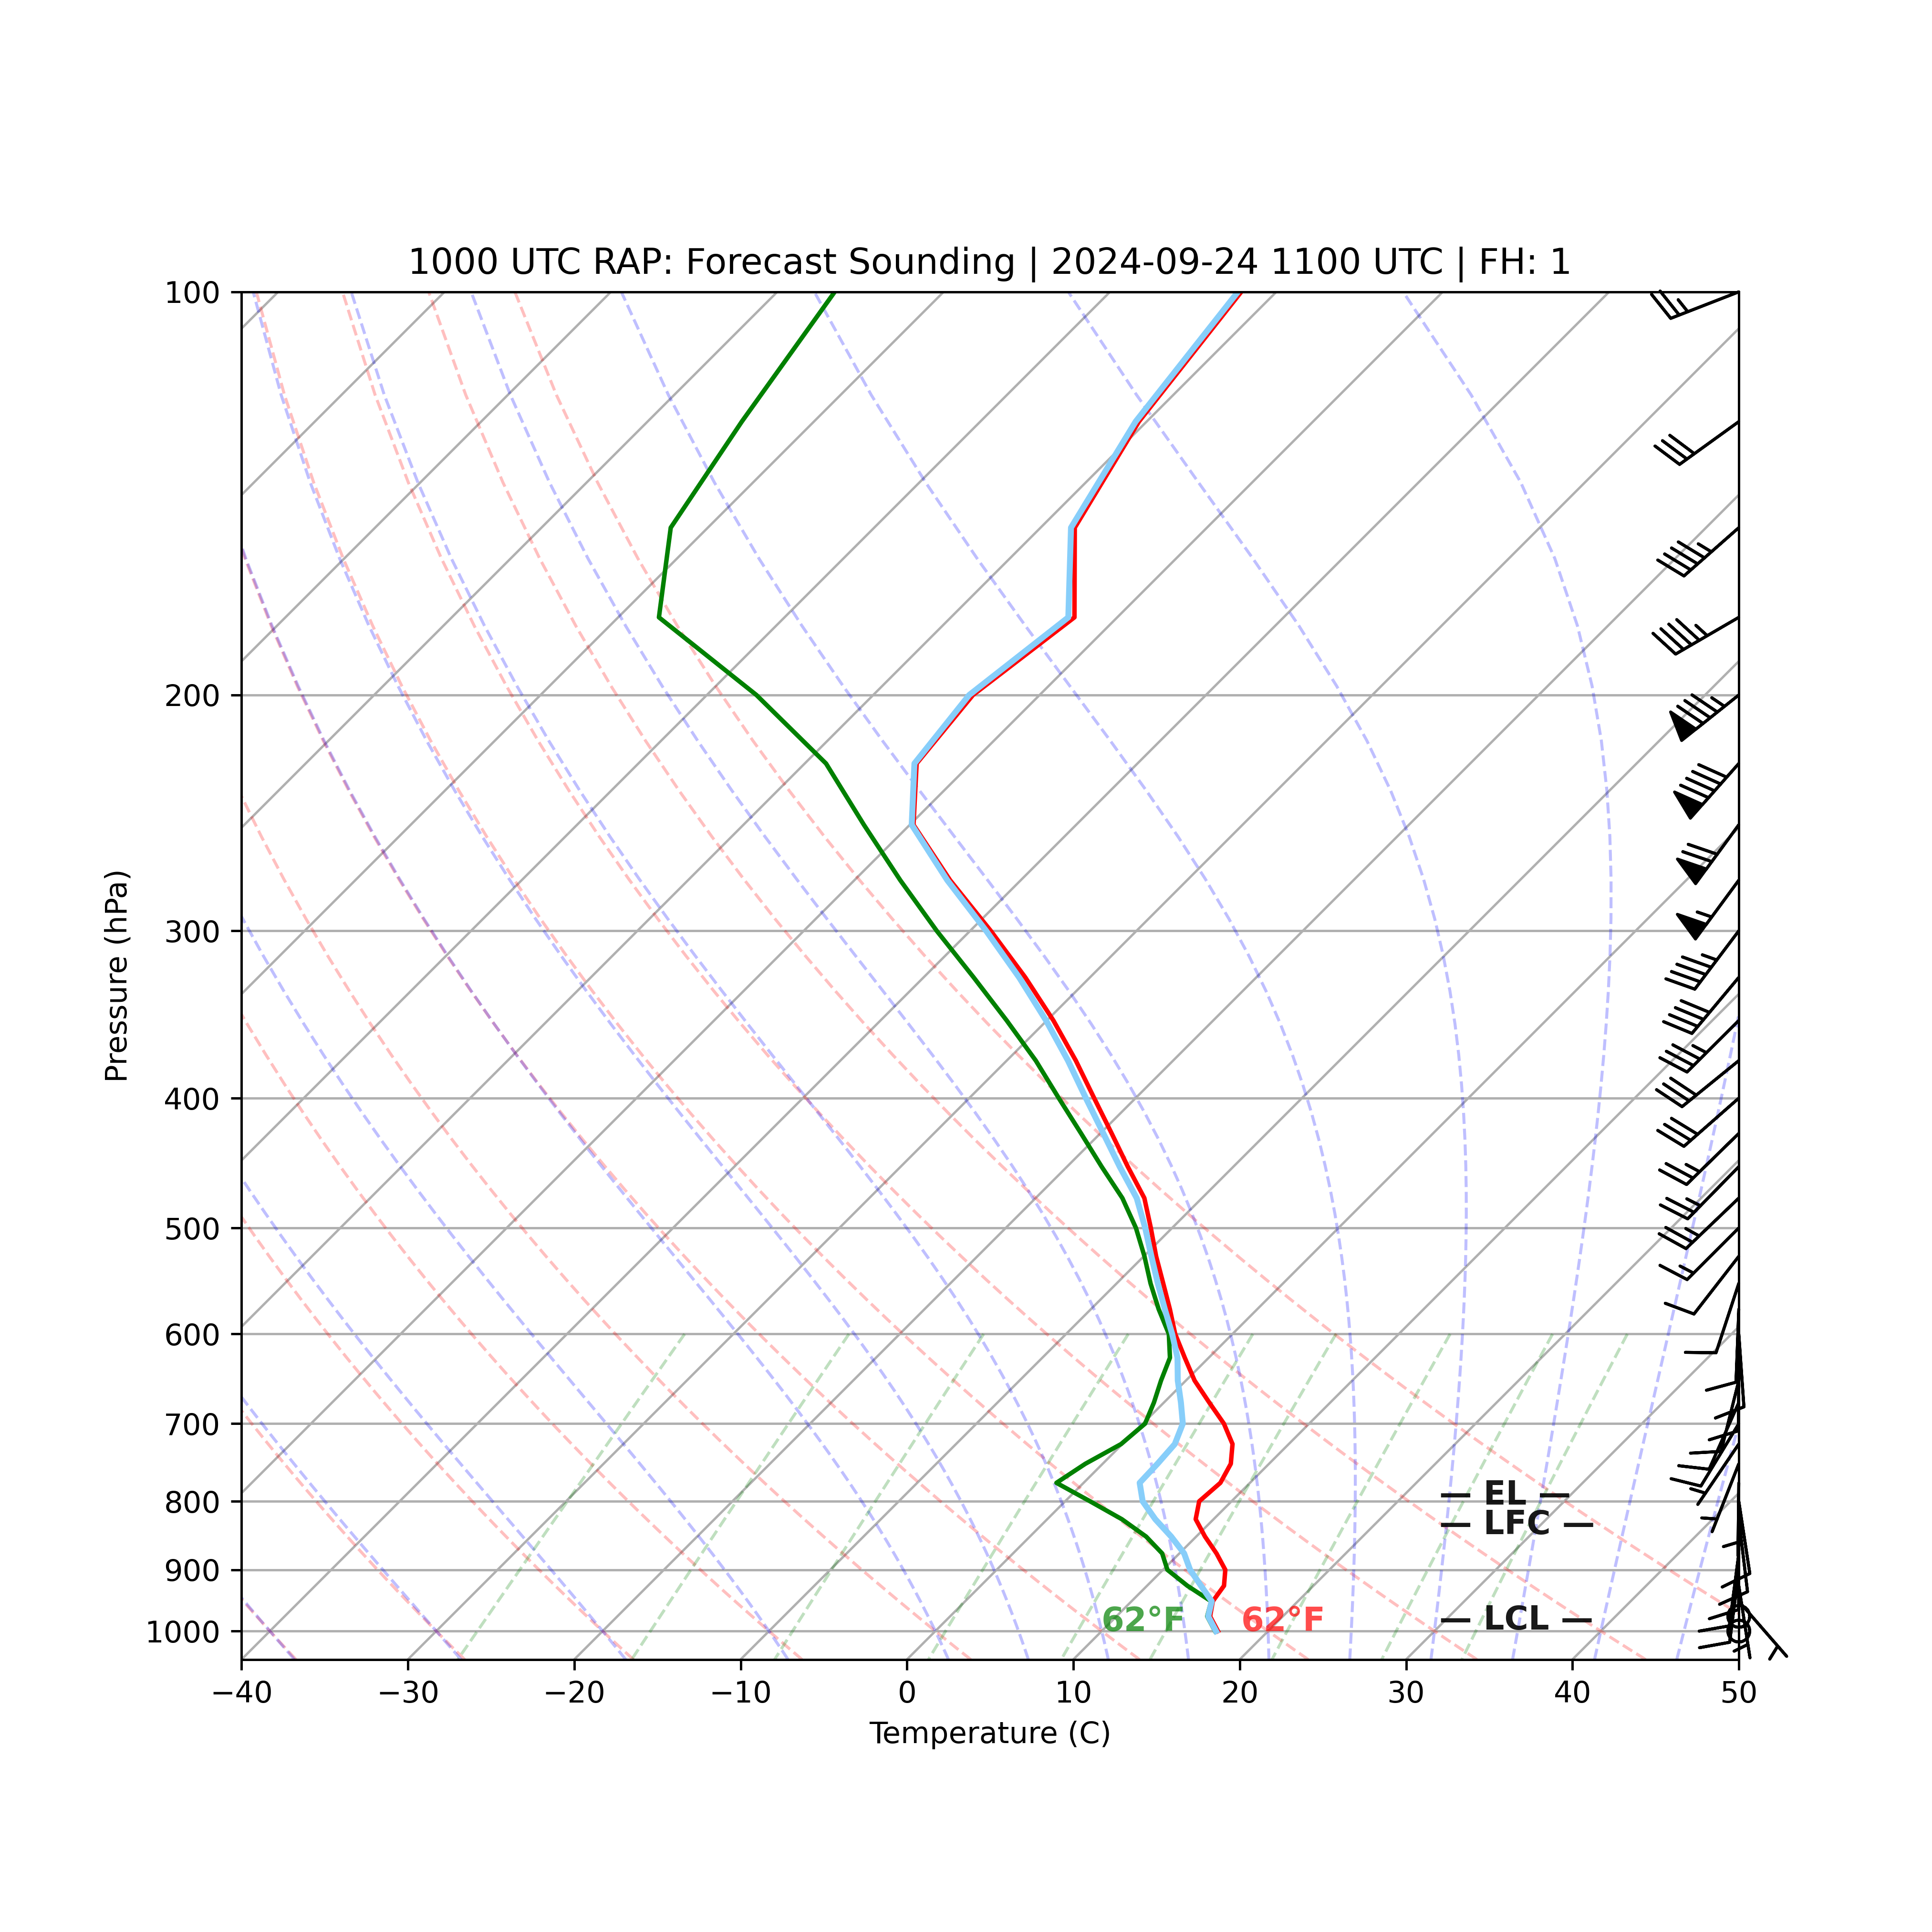 1000 UTC RAP: Forecast Sounding | 2024-09-24 1100 UTC | FH: 1
100
200
300
400
500
600
700
800
900
1000
Pressure (hPa)
— EL —
— LFC —
— LCL —
62°F 62°F
−40 −30 −20 −10 0 10 20 30 40 50
Temperature (C)